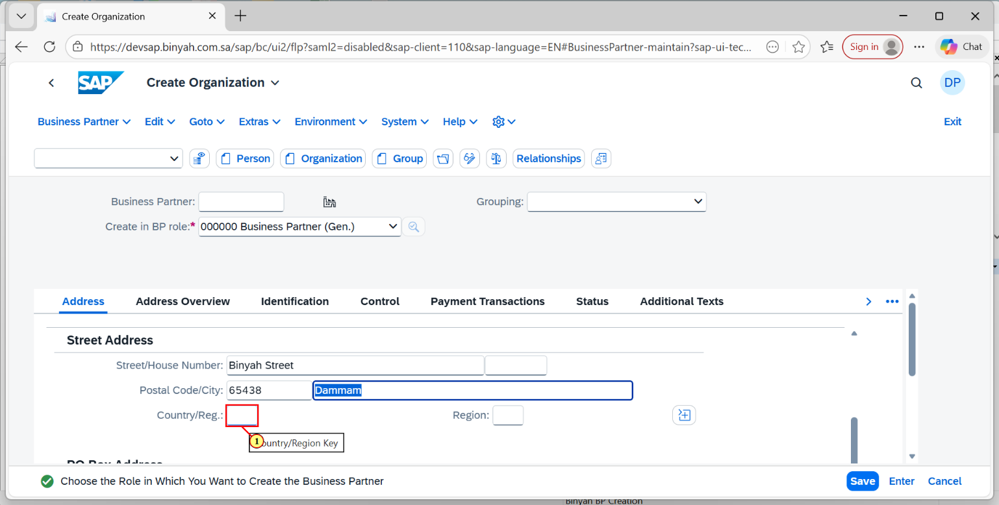 Create Organization
https://devsap.binyah.com.sa/sap/bc/ui2/flp?saml2=disabled&sap-client=110&sap-language=EN#BusinessPartner-maintain?sap-ui-tec...
Sign in
Chat
SAP
Create Organization
DP
Business Partner
Edit
Goto
Extras
Environment
System
Help
Exit
Person
Organization
Group
Relationships
Business Partner:
Grouping:
Create in BP role:* 000000 Business Partner (Gen.)
Address
Address Overview
Identification
Control
Payment Transactions
Status
Additional Texts
Street Address
Street/House Number: Binyah Street
Postal Code/City: 65438 Dammam
Country/Reg.:
Region:
1
ountry/Region Key
PO Box Address
Choose the Role in Which You Want to Create the Business Partner
Save
Enter
Cancel
Binyah BP Creation